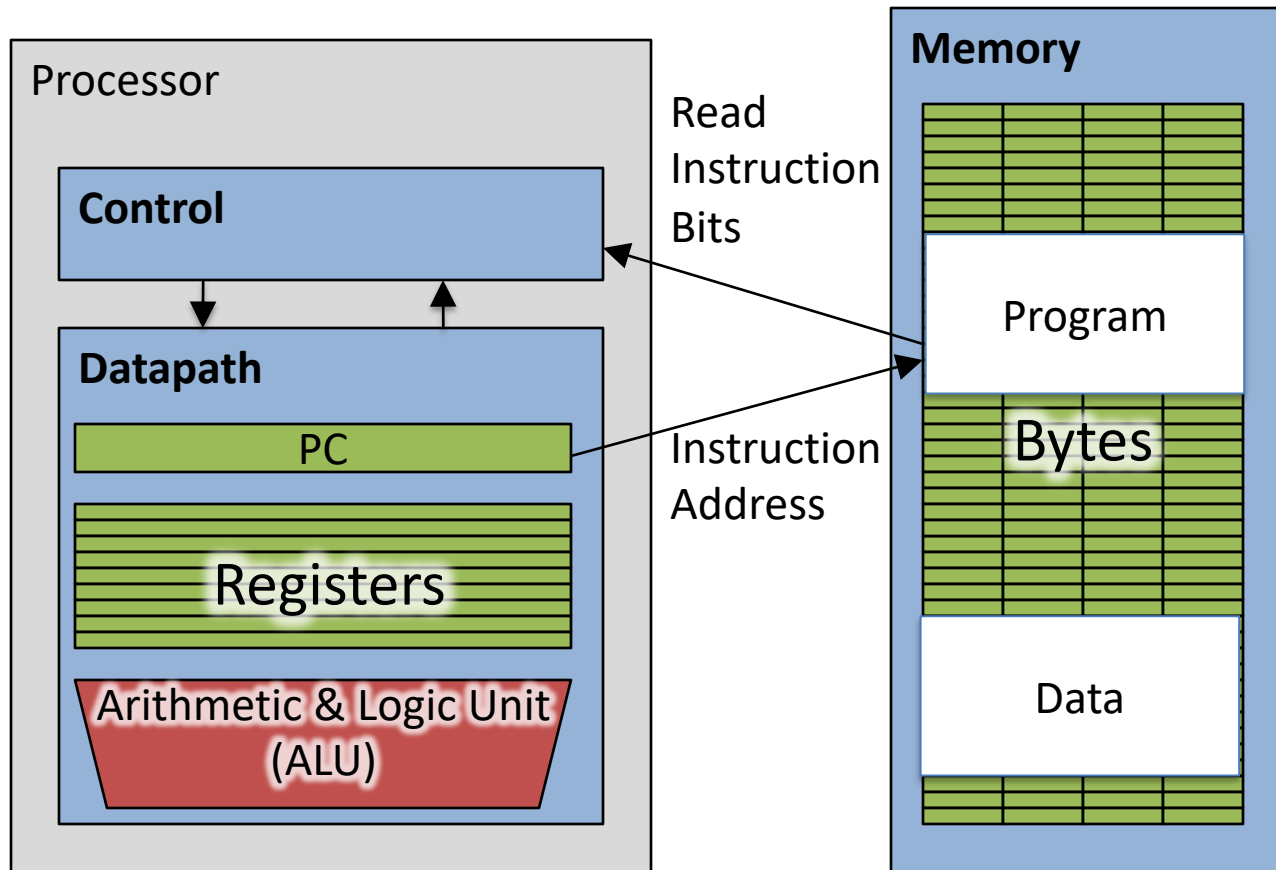 Processor
Control
Datapath
PC
Registers
Arithmetic & Logic Unit
(ALU)
Read
Instruction
Bits
Instruction
Address
Memory
Program
Bytes
Data